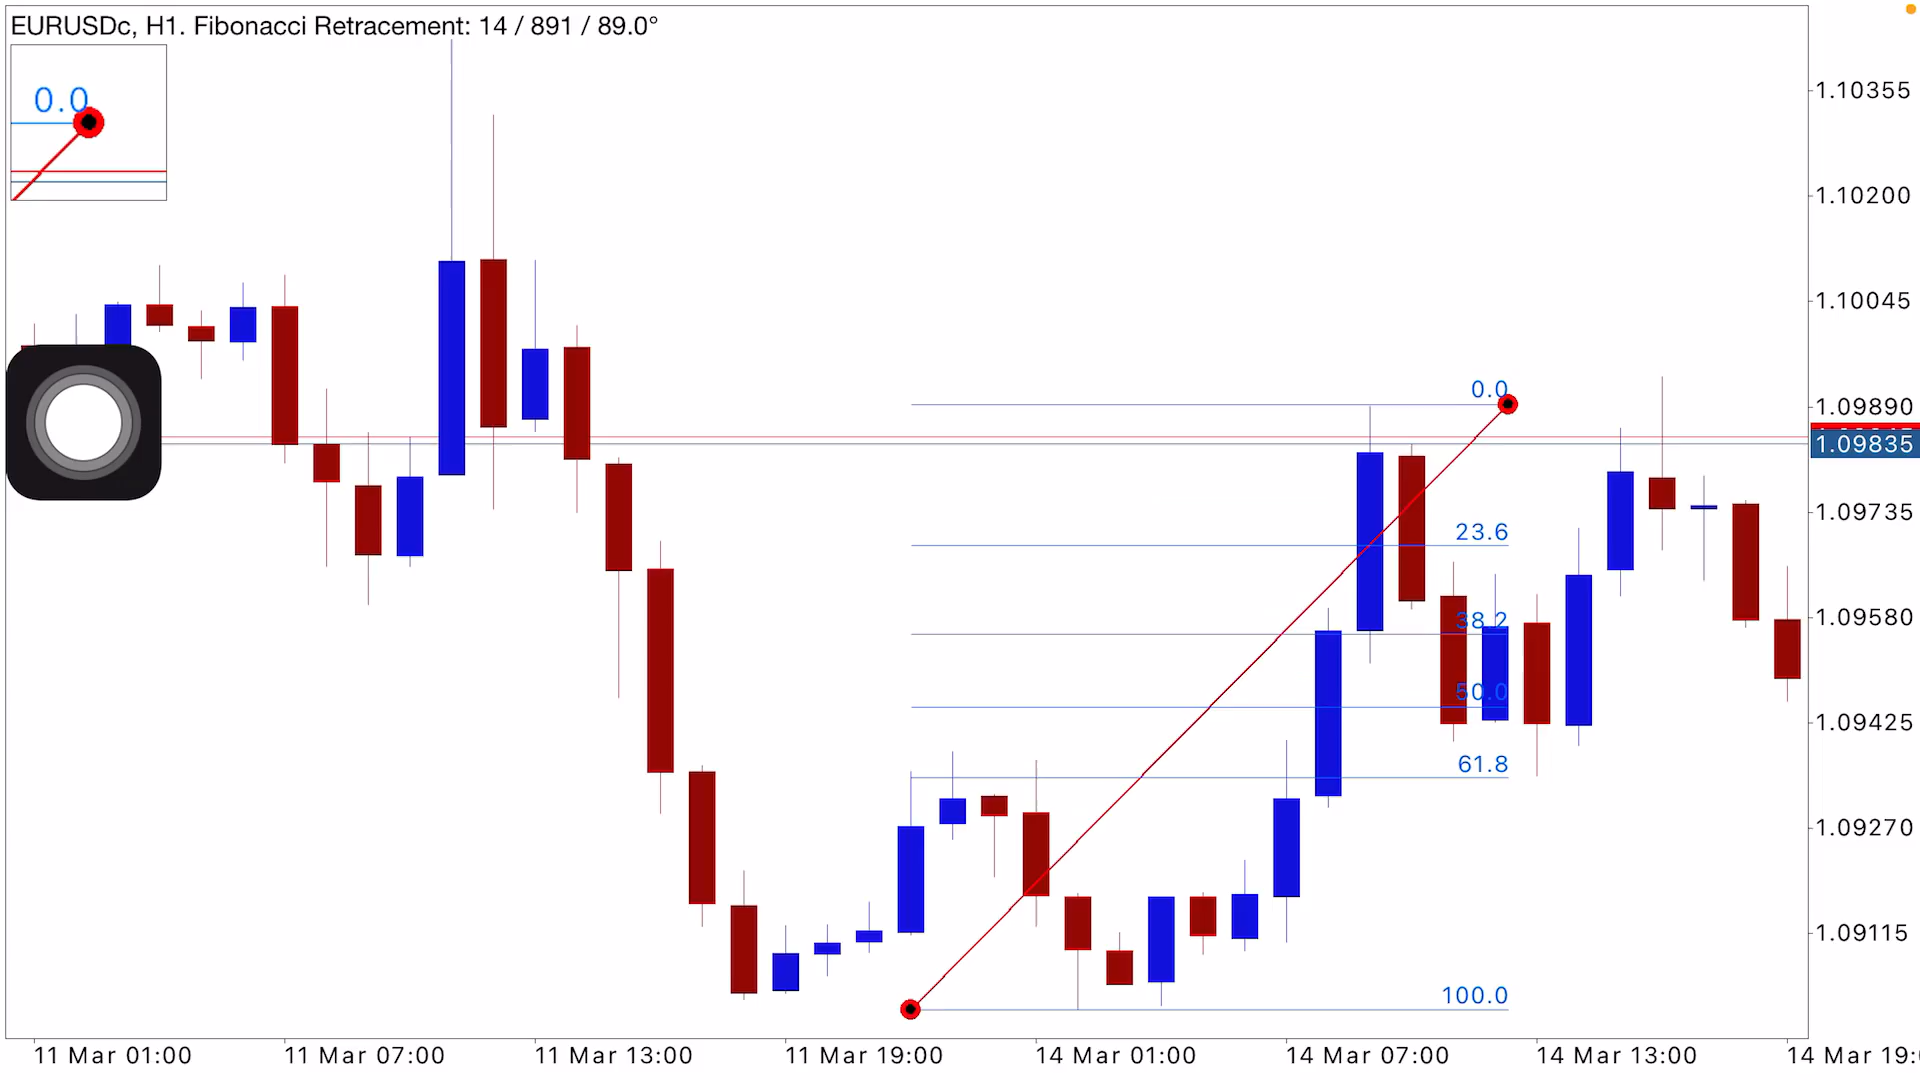 EURUSDc, H1. Fibonacci Retracement: 14 / 891 / 89.0°
0.0
1.10355
1.10200
1.10045
0.0
1.09890
1.09835
1.09735
23.6
1.09580
38.2
50.0
1.09425
61.8
1.09270
1.09115
100.0
11 Mar 01:00
11 Mar 07:00
11 Mar 13:00
11 Mar 19:00
14 Mar 01:00
14 Mar 07:00
14 Mar 13:00
14 Mar